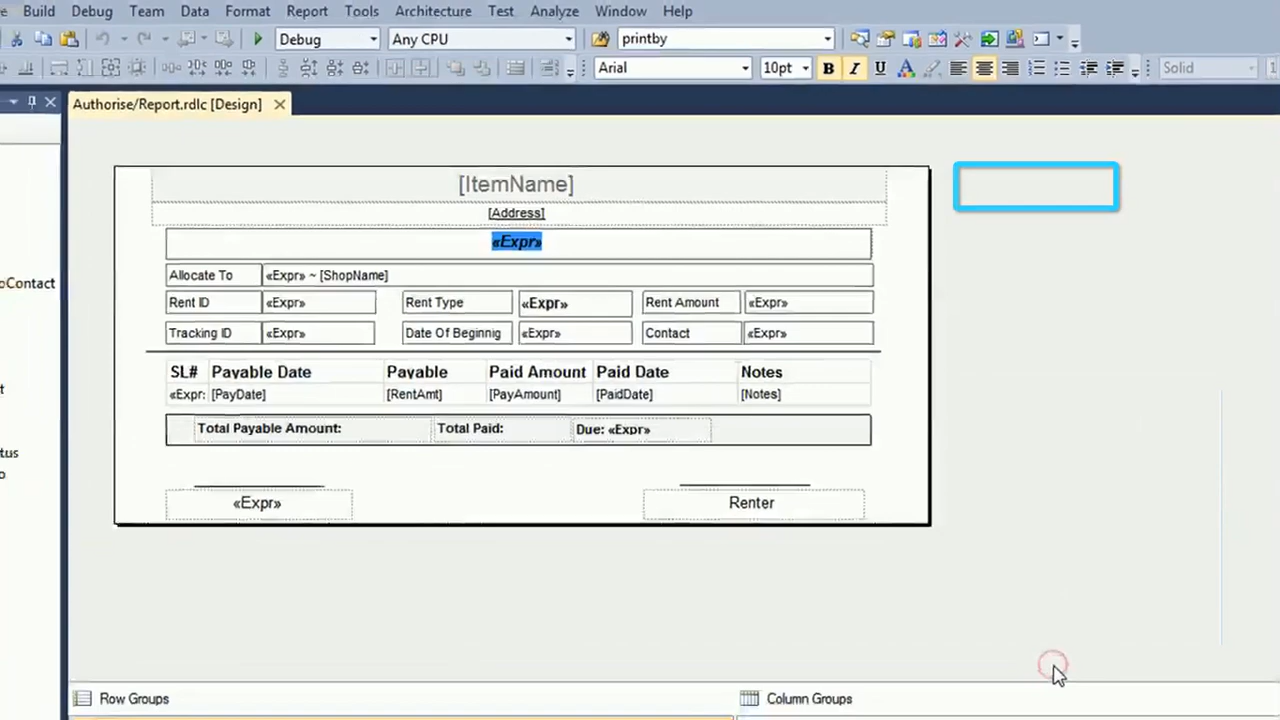 Build Debug Team Data Format Report Tools Architecture Test Analyze Window Help
Debug Any CPU printby
Arial 10pt B I U A Solid 1
Authorise/Report.rdlc [Design]
[ItemName]
[Address]
«Expr»
Allocate To «Expr» ~ [ShopName]
oContact
Rent ID «Expr» Rent Type «Expr» Rent Amount «Expr»
Tracking ID «Expr» Date Of Beginnig «Expr» Contact «Expr»
SL# Payable Date Payable Paid Amount Paid Date Notes
«Expr: [PayDate] [RentAmt] [PayAmount] [PaidDate] [Notes]
t
Total Payable Amount: Total Paid: Due: «Expr»
tus
o
«Expr» Renter
Row Groups Column Groups